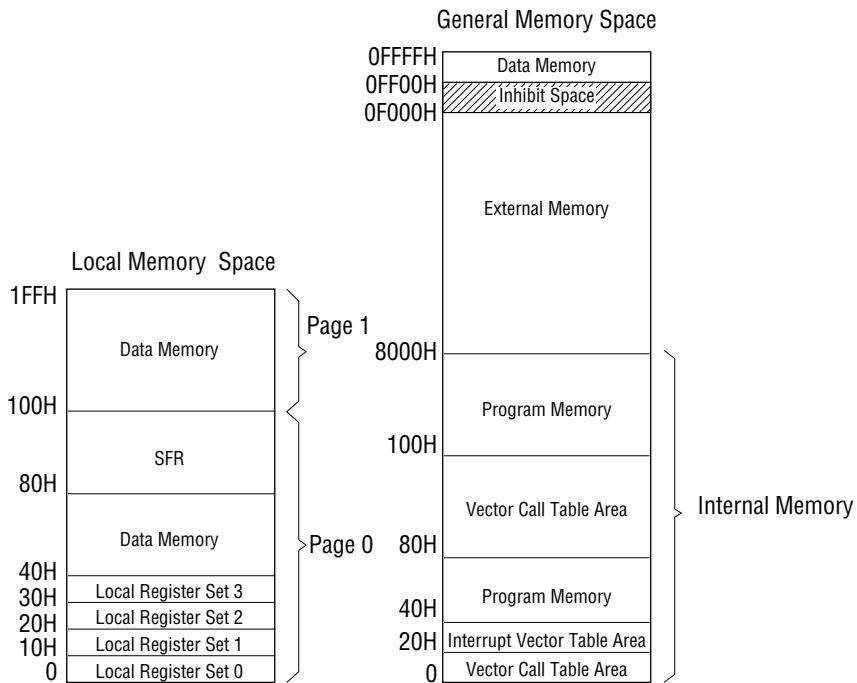 General Memory Space
0FFFFH
Data Memory
0FF00H
Inhibit Space
0F000H
External Memory
8000H
Program Memory
100H
Vector Call Table Area
80H
Program Memory
40H
20H
Interrupt Vector Table Area
0
Vector Call Table Area
Internal Memory
Local Memory Space
1FFH
Data Memory
Page 1
100H
SFR
80H
Data Memory
Page 0
40H
Local Register Set 3
30H
Local Register Set 2
20H
Local Register Set 1
10H
Local Register Set 0
0